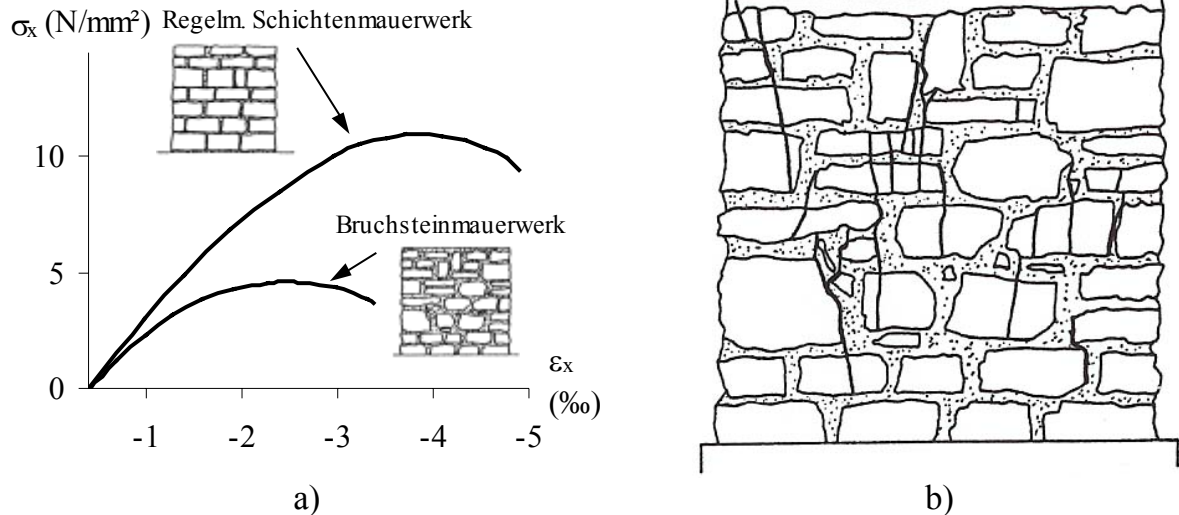 σx (N/mm²)
Regelm. Schichtenmauerwerk
10
Bruchsteinmauerwerk
5
0
εx
(‰)
-1 -2 -3 -4 -5
a) b)